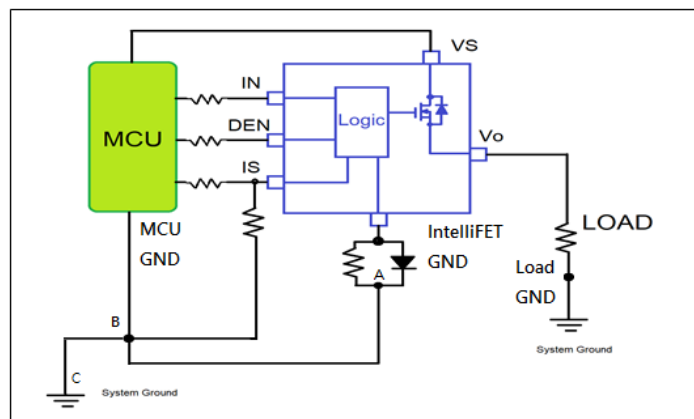 VS
IN
MCU
DEN
Logic
Vo
IS
LOAD
MCU
GND
IntelliFET
GND
A
Load
GND
B
C
System Ground
System Ground